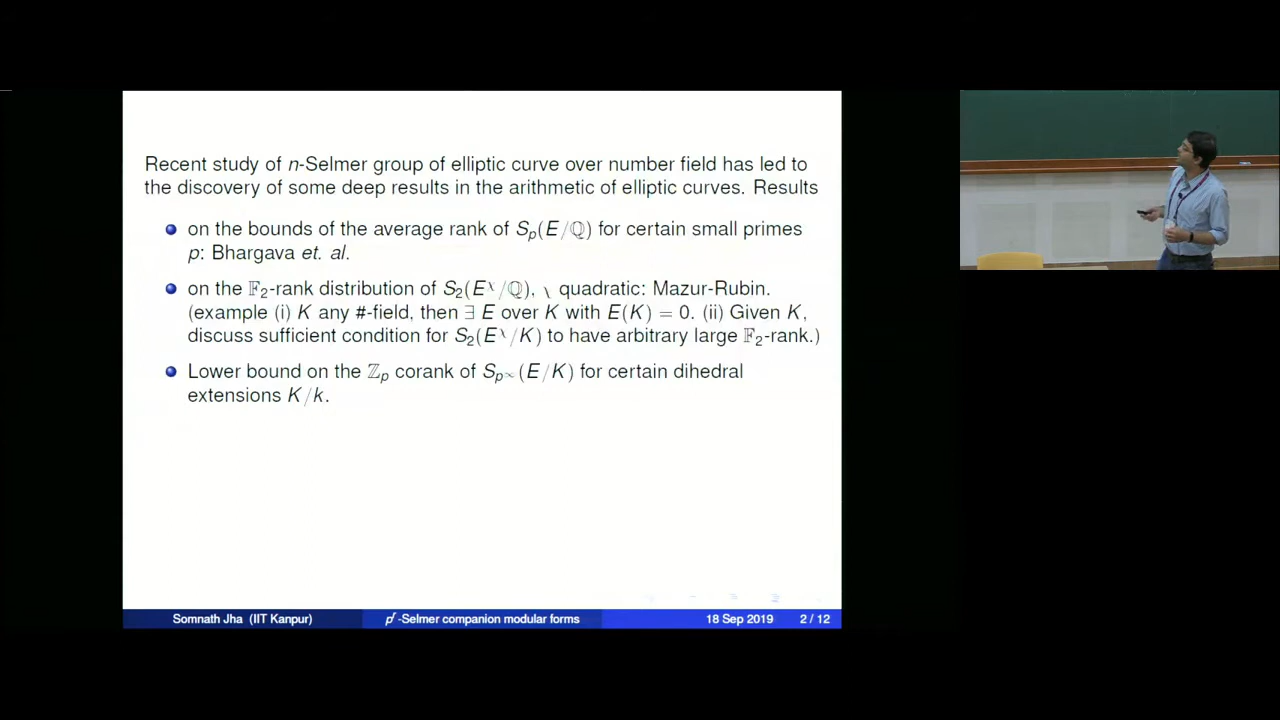 Recent study of n-Selmer group of elliptic curve over number field has led to
the discovery of some deep results in the arithmetic of elliptic curves. Results
on the bounds of the average rank of Sₚ(E/ℚ) for certain small primes
p: Bhargava et. al.
on the 𝔽₂-rank distribution of S₂(E^χ/ℚ), χ quadratic: Mazur-Rubin.
(example (i) K any #-field, then ∃ E over K with E(K) = 0. (ii) Given K,
discuss sufficient condition for S₂(E^χ/K) to have arbitrary large 𝔽₂-rank.)
Lower bound on the ℤₚ corank of S_{p^∞}(E/K) for certain dihedral
extensions K/k.
Somnath Jha (IIT Kanpur) p^r-Selmer companion modular forms 18 Sep 2019 2 / 12